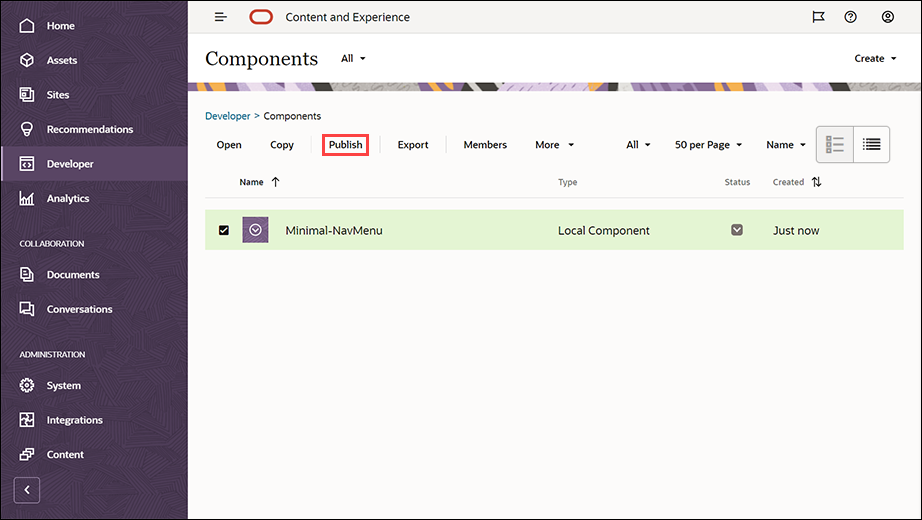 Home
Assets
Sites
Recommendations
Developer
Analytics
COLLABORATION
Documents
Conversations
ADMINISTRATION
System
Integrations
Content
Content and Experience
Components All Create
Developer > Components
Open Copy Publish Export Members More All 50 per Page Name
Name Type Status Created
Minimal-NavMenu Local Component Just now